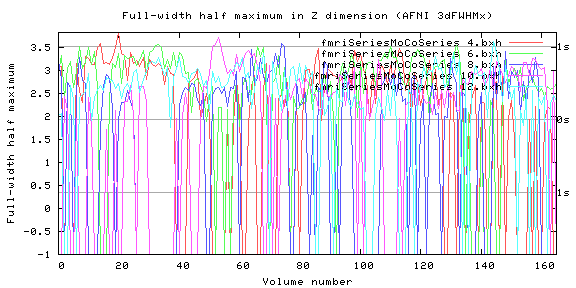 Full-width half maximum in Z dimension (AFNI 3dFWHMx)
fmriSeriesMoCoSeries 4.bxh
fmriSeriesMoCoSeries 6.bxh
fmriSeriesMoCoSeries 8.bxh
fmriSeriesMoCoSeries 10.bxh
fmriSeriesMoCoSeries 12.bxh
Full-width half maximum
3.5
3
2.5
2
1.5
1
0.5
0
-0.5
-1
1s
0s
1s
0 20 40 60 80 100 120 140 160
Volume number